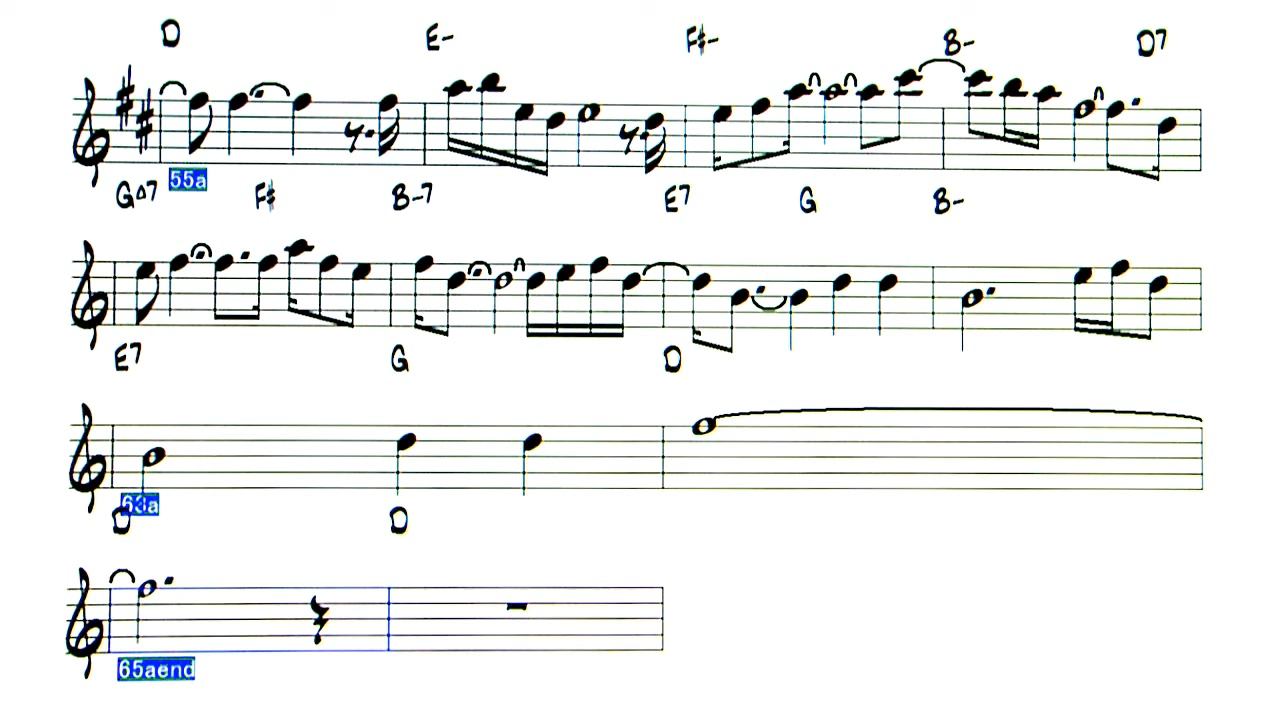 D E- F#- B- D7
55a
G△7 F# B-7 E7 G B-
E7 G D
63a
D D
65aend